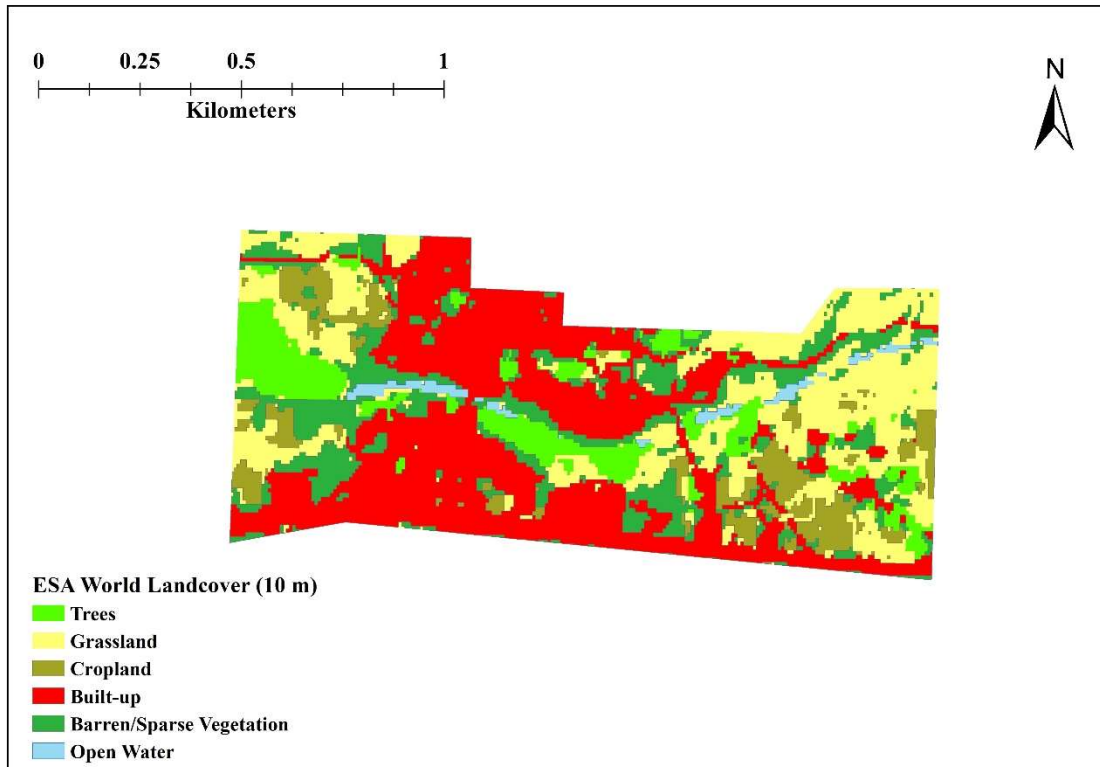 0 0.25 0.5 1
Kilometers
N
ESA World Landcover (10 m)
Trees
Grassland
Cropland
Built-up
Barren/Sparse Vegetation
Open Water